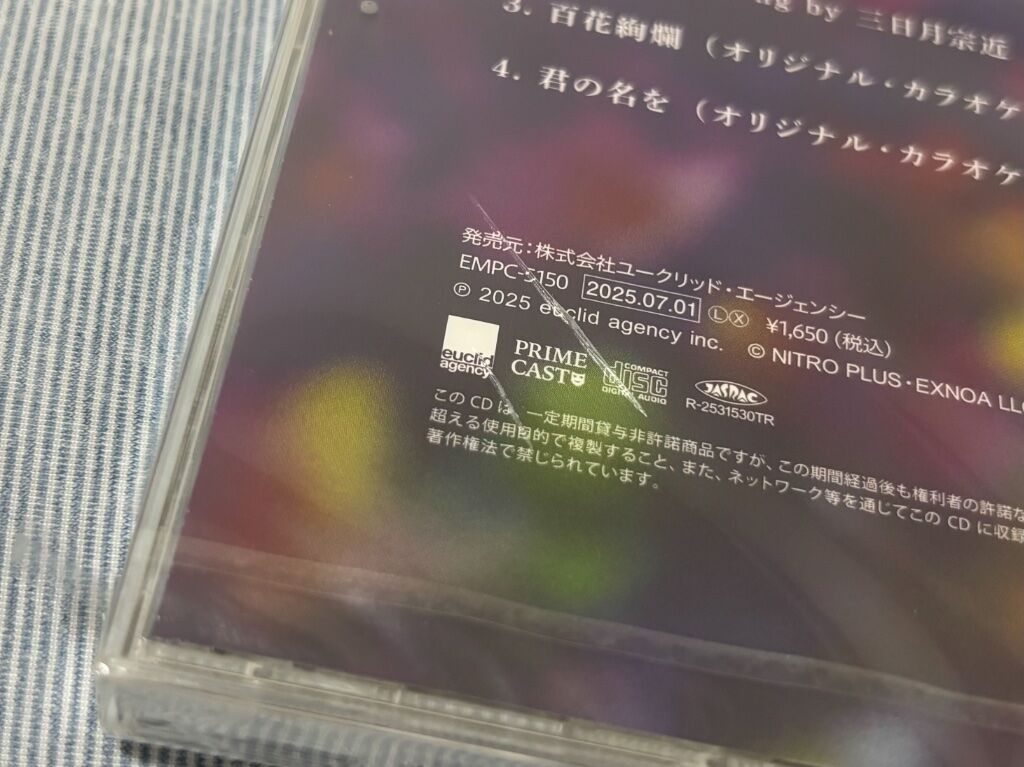 by 三日月宗近
3. 百花絢爛 (オリジナル・カラオケ
4. 君の名を (オリジナル・カラオケ
発売元:株式会社ユークリッド・エージェンシー
EMPC-5150 2025.07.01 Ⓛ Ⓧ ¥1,650 (税込)
Ⓟ 2025 euclid agency inc. © NITRO PLUS・EXNOA LLC
euclid agency
PRIME CAST
COMPACT disc DIGITAL AUDIO
JASRAC
R-2531530TR
このCDは、一定期間貸与非許諾商品ですが、この期間経過後も権利者の許諾な
超える使用目的で複製すること、また、ネットワーク等を通じてこのCDに収録
著作権法で禁じられています。